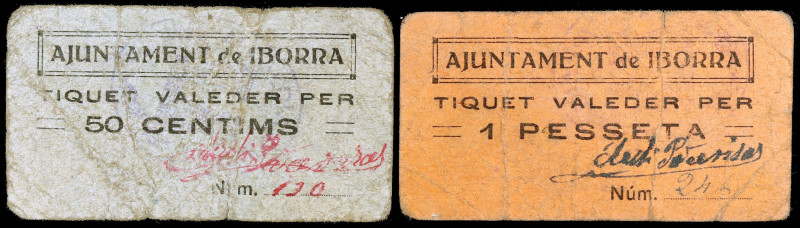 AJUNTAMENT de IBORRA
TIQUET VALEDER PER
50 CENTIMS
Núm. 130
AJUNTAMENT de IBORRA
TIQUET VALEDER PER
1 PESSETA
Núm. 24